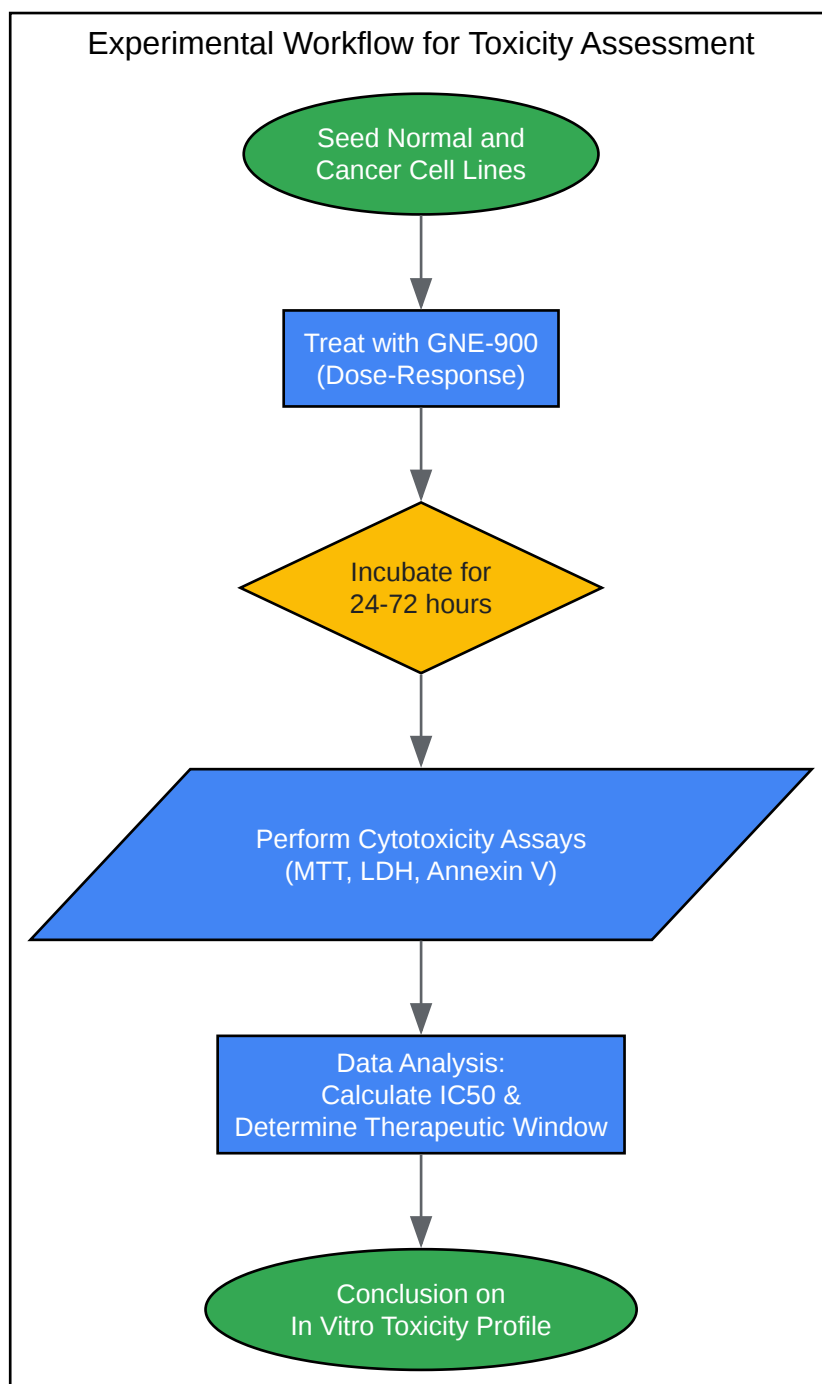 Experimental Workflow for Toxicity Assessment
Seed Normal and
Cancer Cell Lines
Treat with GNE-900
(Dose-Response)
Incubate for
24-72 hours
Perform Cytotoxicity Assays
(MTT, LDH, Annexin V)
Data Analysis:
Calculate IC50 &
Determine Therapeutic Window
Conclusion on
In Vitro Toxicity Profile